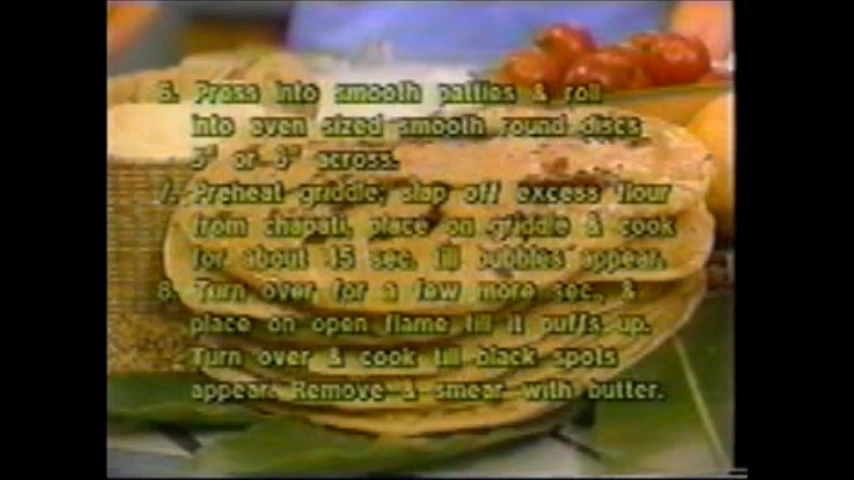 6. Press into smooth patties & roll
into even sized smooth round discs
5" or 6" across.
7. Preheat griddle; slap off excess flour
from chapati, place on griddle & cook
for about 45 sec. till bubbles appear.
8. Turn over for a few more sec., &
place on open flame till it puffs up.
Turn over & cook till black spots
appear. Remove & smear with butter.